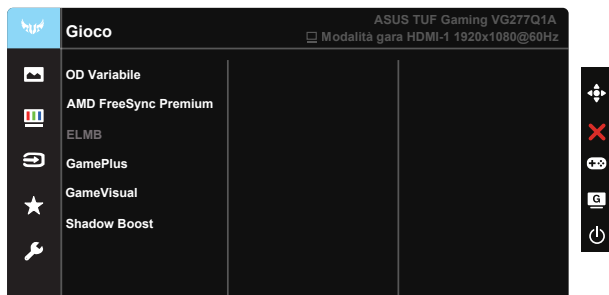 Gioco
ASUS TUF Gaming VG277Q1A
Modalità gara HDMI-1 1920x1080@60Hz
OD Variabile
AMD FreeSync Premium
ELMB
GamePlus
GameVisual
Shadow Boost
G